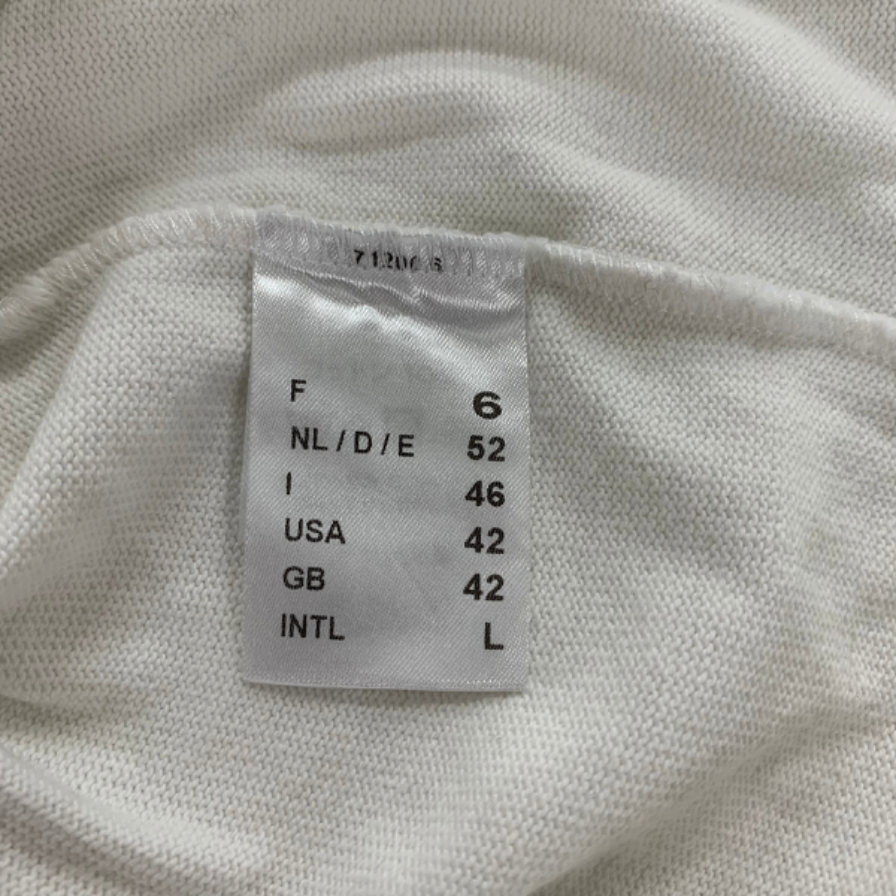 F 6
NL / D / E 52
I 46
USA 42
GB 42
INTL L